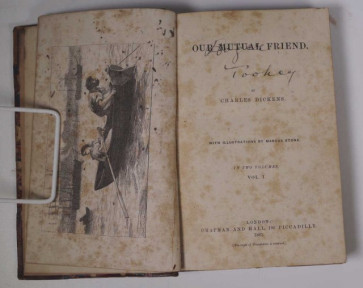 OUR MUTUAL FRIEND,
Tookey
BY
CHARLES DICKENS.
WITH ILLUSTRATIONS BY MARCUS STONE.
IN TWO VOLUMES.
VOL. I
LONDON:
CHAPMAN AND HALL, 193 PICCADILLY.